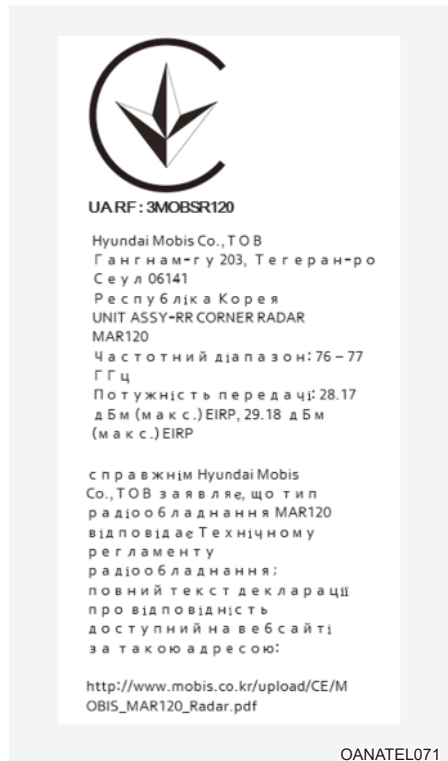 UA RF : 3MOBSR120
Hyundai Mobis Co., ТОВ
Гангнам-гу 203, Тегеран-ро
Сеул 06141
Республіка Корея
UNIT ASSY-RR CORNER RADAR
MAR120
Частотний діапазон: 76 – 77
ГГц
Потужність передачі: 28.17
дБм (макс.) EIRP, 29.18 дБм
(макс.) EIRP
справжнім Hyundai Mobis
Co., ТОВ заявляє, що тип
радіообладнання MAR120
відповідає Технічному
регламенту
радіообладнання;
повний текст декларації
про відповідність
доступний на вебсайті
за такою адресою:
http://www.mobis.co.kr/upload/CE/M
OBIS_MAR120_Radar.pdf
OANATEL071